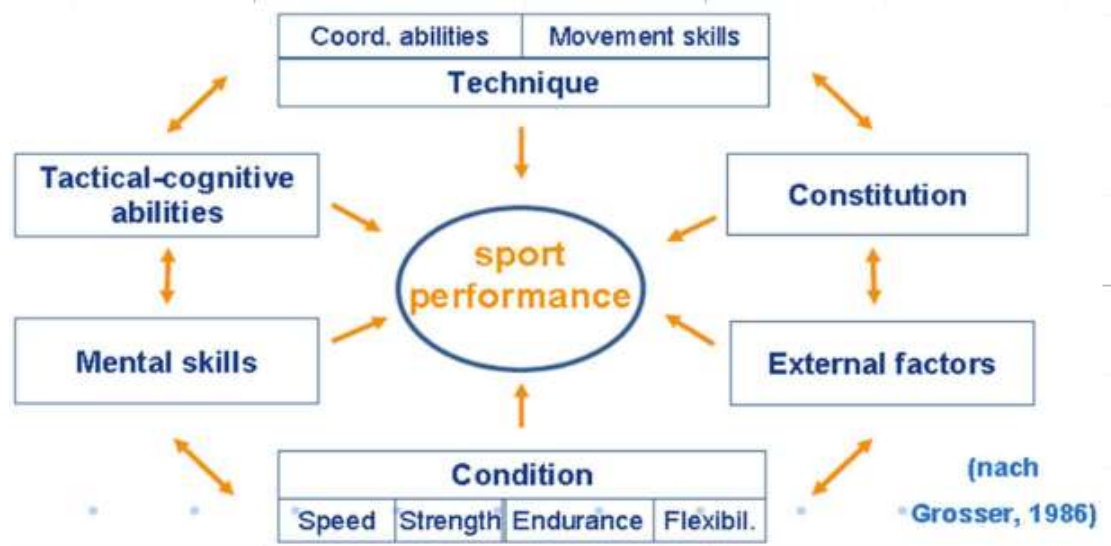 Coord. abilities Movement skills
Technique
Tactical-cognitive
abilities
Constitution
sport
performance
Mental skills
External factors
Condition
Speed Strength Endurance Flexibil.
(nach
Grosser, 1986)